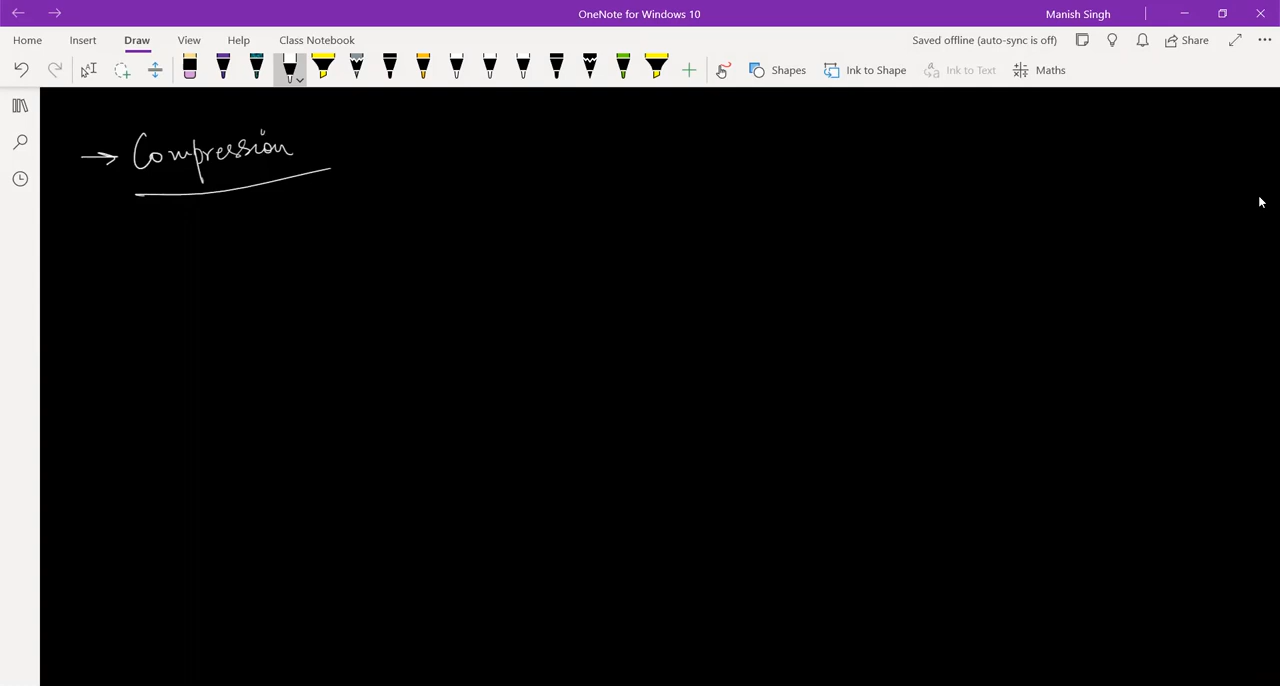 OneNote for Windows 10
Manish Singh
Home Insert Draw View Help Class Notebook
Saved offline (auto-sync is off) Share
Shapes Ink to Shape Ink to Text Maths
→ Compression